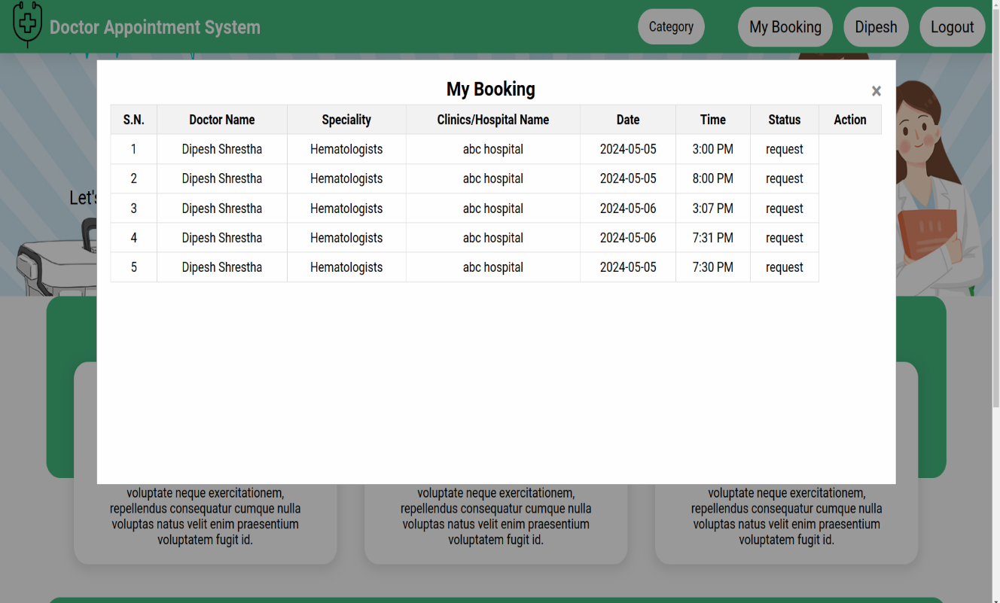 Doctor Appointment System
Category
My Booking
Dipesh
Logout
My Booking
×
S.N. Doctor Name Speciality Clinics/Hospital Name Date Time Status Action
1 Dipesh Shrestha Hematologists abc hospital 2024-05-05 3:00 PM request
2 Dipesh Shrestha Hematologists abc hospital 2024-05-05 8:00 PM request
3 Dipesh Shrestha Hematologists abc hospital 2024-05-06 3:07 PM request
4 Dipesh Shrestha Hematologists abc hospital 2024-05-06 7:31 PM request
5 Dipesh Shrestha Hematologists abc hospital 2024-05-05 7:30 PM request
Let's
voluptate neque exercitationem,
repellendus consequatur cumque nulla
voluptas natus velit enim praesentium
voluptatem fugit id.
voluptate neque exercitationem,
repellendus consequatur cumque nulla
voluptas natus velit enim praesentium
voluptatem fugit id.
voluptate neque exercitationem,
repellendus consequatur cumque nulla
voluptas natus velit enim praesentium
voluptatem fugit id.